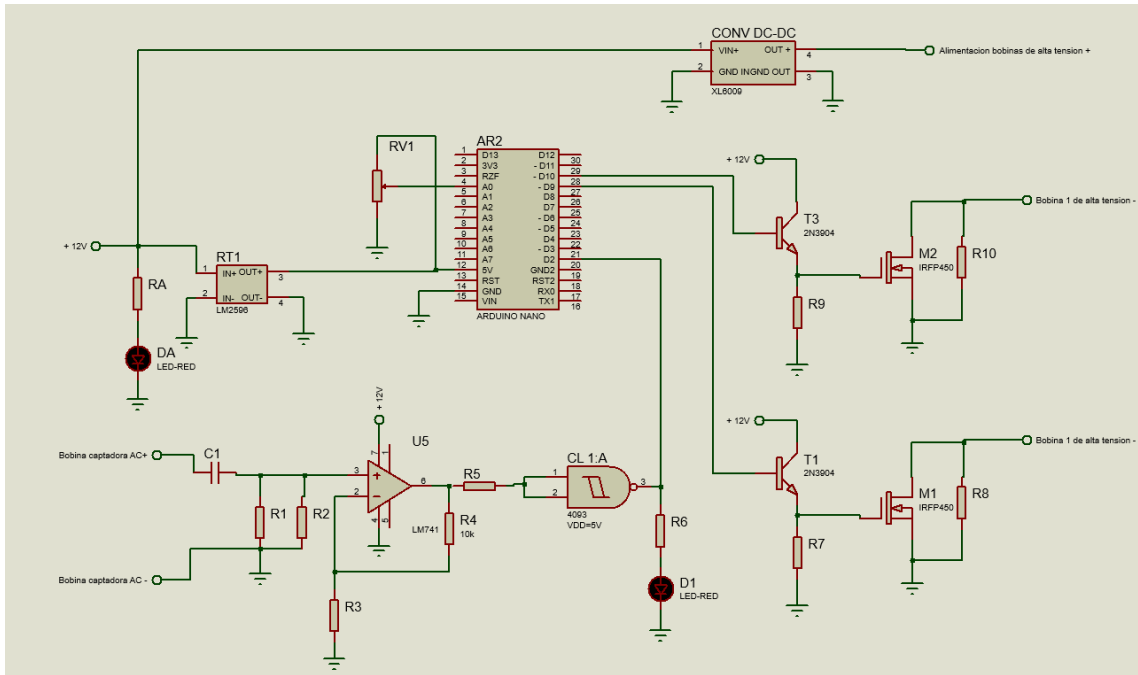 CONV DC-DC
1 VIN+ OUT + 4
2 GND IN GND OUT 3
XL6009
Alimentacion bobinas de alta tension +
AR2
1 D13 D12 30
2 3V3 - D11 29
3 RZF - D10 28
4 A0 - D9 27
5 A1 D8 26
6 A2 D7 25
7 A3 - D6 24
8 A4 - D5 23
9 A5 D4 22
10 A6 - D3 21
11 A7 D2 20
12 5V GND2 19
13 RST RST2 18
14 GND RX0 17
15 VIN TX1 16
ARDUINO NANO
RV1
+ 12V
RT1
1 IN+ OUT+ 3
2 IN- OUT- 4
LM2596
RA
DA
LED-RED
+ 12V
T3
2N3904
R9
M2
IRFP450
R10
Bobina 1 de alta tension -
+ 12V
U5
Bobina captadora AC+
C1
R1
R2
3
2
7
1
6
4
5
LM741
R5
R4
10k
R3
Bobina captadora AC -
CL 1:A
1
2
3
4093
VDD=5V
R6
D1
LED-RED
+ 12V
T1
2N3904
R7
M1
IRFP450
R8
Bobina 1 de alta tension -